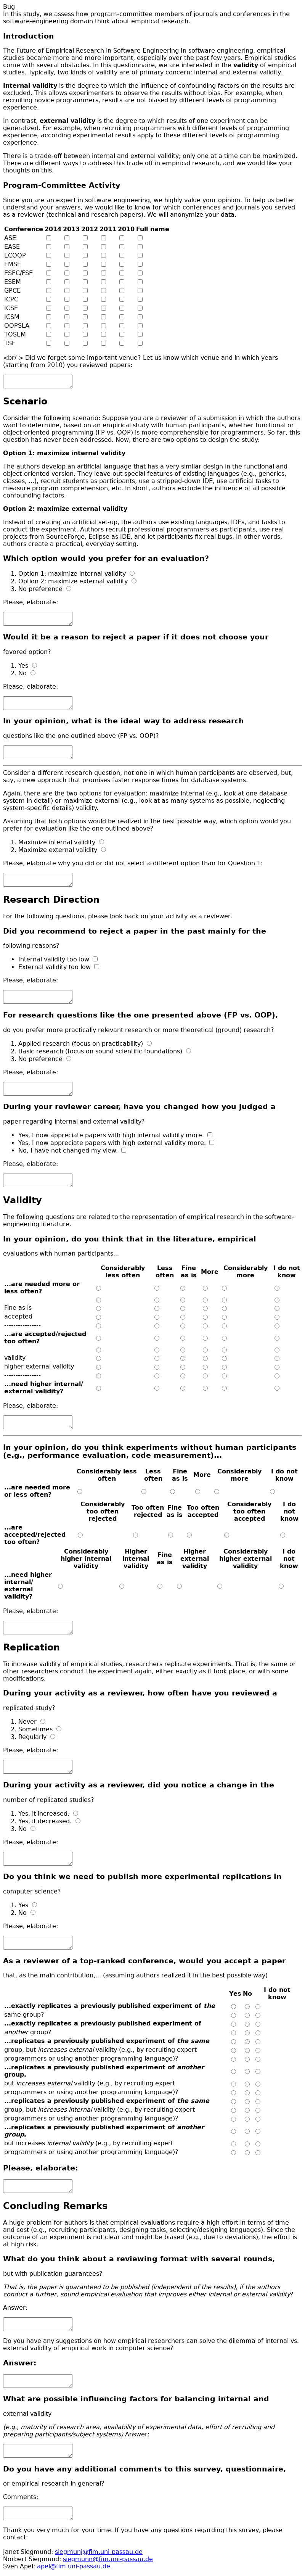 Bug
In this study, we assess how program-committee members of journals and conferences in the
software-engineering domain think about empirical research.
Introduction
The Future of Empirical Research in Software Engineering In software engineering, empirical
studies became more and more important, especially over the past few years. Empirical studies
come with several obstacles. In this questionnaire, we are interested in the validity of empirical
studies. Typically, two kinds of validity are of primary concern: internal and external validity.
Internal validity is the degree to which the influence of confounding factors on the results are
excluded. This allows experimenters to observe the results without bias. For example, when
recruiting novice programmers, results are not biased by different levels of programming
experience.
In contrast, external validity is the degree to which results of one experiment can be
generalized. For example, when recruiting programmers with different levels of programming
experience, according experimental results apply to these different levels of programming
experience.
There is a trade-off between internal and external validity; only one at a time can be maximized.
There are different ways to address this trade off in empirical research, and we would like your
thoughts on this.
Program-Committee Activity
Since you are an expert in software engineering, we highly value your opinion. To help us better
understand your answers, we would like to know for which conferences and journals you served
as a reviewer (technical or research papers). We will anonymize your data.
Conference 2014 2013 2012 2011 2010 Full name
ASE
EASE
ECOOP
EMSE
ESEC/FSE
ESEM
GPCE
ICPC
ICSE
ICSM
OOPSLA
TOSEM
TSE
<br/ > Did we forget some important venue? Let us know which venue and in which years
(starting from 2010) you reviewed papers:
Scenario
Consider the following scenario: Suppose you are a reviewer of a submission in which the authors
want to determine, based on an empirical study with human participants, whether functional or
object-oriented programming (FP vs. OOP) is more comprehensible for programmers. So far, this
question has never been addressed. Now, there are two options to design the study:
Option 1: maximize internal validity
The authors develop an artificial language that has a very similar design in the functional and
object-oriented version. They leave out special features of existing languages (e.g., generics,
classes, ...), recruit students as participants, use a stripped-down IDE, use artificial tasks to
measure program comprehension, etc. In short, authors exclude the influence of all possible
confounding factors.
Option 2: maximize external validity
Instead of creating an artificial set-up, the authors use existing languages, IDEs, and tasks to
conduct the experiment. Authors recruit professional programmers as participants, use real
projects from SourceForge, Eclipse as IDE, and let participants fix real bugs. In other words,
authors create a practical, everyday setting.
Which option would you prefer for an evaluation?
1. Option 1: maximize internal validity
2. Option 2: maximize external validity
3. No preference
Please, elaborate:
Would it be a reason to reject a paper if it does not choose your
favored option?
1. Yes
2. No
Please, elaborate:
In your opinion, what is the ideal way to address research
questions like the one outlined above (FP vs. OOP)?
Consider a different research question, not one in which human participants are observed, but,
say, a new approach that promises faster response times for database systems.
Again, there are the two options for evaluation: maximize internal (e.g., look at one database
system in detail) or maximize external (e.g., look at as many systems as possible, neglecting
system-specific details) validity.
Assuming that both options would be realized in the best possible way, which option would you
prefer for evaluation like the one outlined above?
1. Maximize internal validity
2. Maximize external validity
Please, elaborate why you did or did not select a different option than for Question 1:
Research Direction
For the following questions, please look back on your activity as a reviewer.
Did you recommend to reject a paper in the past mainly for the
following reasons?
• Internal validity too low
• External validity too low
Please, elaborate:
For research questions like the one presented above (FP vs. OOP),
do you prefer more practically relevant research or more theoretical (ground) research?
1. Applied research (focus on practicability)
2. Basic research (focus on sound scientific foundations)
3. No preference
Please, elaborate:
During your reviewer career, have you changed how you judged a
paper regarding internal and external validity?
• Yes, I now appreciate papers with high internal validity more.
• Yes, I now appreciate papers with high external validity more.
• No, I have not changed my view.
Please, elaborate:
Validity
The following questions are related to the representation of empirical research in the software-
engineering literature.
In your opinion, do you think that in the literature, empirical
evaluations with human participants...
Considerably less often Less often Fine as is More Considerably more I do not know
...are needed more or
less often?
Fine as is
accepted
----------------
...are accepted/rejected
too often?
validity
higher external validity
----------------
...need higher internal/
external validity?
Please, elaborate:
In your opinion, do you think experiments without human participants
(e.g., performance evaluation, code measurement)...
Considerably less often Less often Fine as is More Considerably more I do not know
...are needed more
or less often?
Considerably too often rejected Too often rejected Fine as is Too often accepted Considerably too often accepted I do not know
...are
accepted/rejected
too often?
Considerably higher internal validity Higher internal validity Fine as is Higher external validity Considerably higher external validity I do not know
...need higher
internal/
external
validity?
Please, elaborate:
Replication
To increase validity of empirical studies, researchers replicate experiments. That is, the same or
other researchers conduct the experiment again, either exactly as it took place, or with some
modifications.
During your activity as a reviewer, how often have you reviewed a
replicated study?
1. Never
2. Sometimes
3. Regularly
Please, elaborate:
During your activity as a reviewer, did you notice a change in the
number of replicated studies?
1. Yes, it increased.
2. Yes, it decreased.
3. No
Please, elaborate:
Do you think we need to publish more experimental replications in
computer science?
1. Yes
2. No
Please, elaborate:
As a reviewer of a top-ranked conference, would you accept a paper
that, as the main contribution,... (assuming authors realized it in the best possible way)
Yes No I do not know
...exactly replicates a previously published experiment of the
same group?
...exactly replicates a previously published experiment of
another group?
...replicates a previously published experiment of the same
group, but increases external validity (e.g., by recruiting expert
programmers or using another programming language)?
...replicates a previously published experiment of another
group,
but increases external validity (e.g., by recruiting expert
programmers or using another programming language)?
...replicates a previously published experiment of the same
group, but increases internal validity (e.g., by recruiting expert
programmers or using another programming language)?
...replicates a previously published experiment of another
group,
but increases internal validity (e.g., by recruiting expert
programmers or using another programming language)?
Please, elaborate:
Concluding Remarks
A huge problem for authors is that empirical evaluations require a high effort in terms of time
and cost (e.g., recruiting participants, designing tasks, selecting/designing languages). Since the
outcome of an experiment is not clear and might be biased (e.g., due to deviations), the effort is
at high risk.
What do you think about a reviewing format with several rounds,
but with publication guarantees?
That is, the paper is guaranteed to be published (independent of the results), if the authors
conduct a further, sound empirical evaluation that improves either internal or external validity?
Answer:
Do you have any suggestions on how empirical researchers can solve the dilemma of internal vs.
external validity of empirical work in computer science?
Answer:
What are possible influencing factors for balancing internal and
external validity
(e.g., maturity of research area, availability of experimental data, effort of recruiting and
preparing participants/subject systems) Answer:
Do you have any additional comments to this survey, questionnaire,
or empirical research in general?
Comments:
Thank you very much for your time. If you have any questions regarding this survey, please
contact:
Janet Siegmund: siegmunj@fim.uni-passau.de
Norbert Siegmund: siegmunn@fim.uni-passau.de
Sven Apel: apel@fim.uni-passau.de